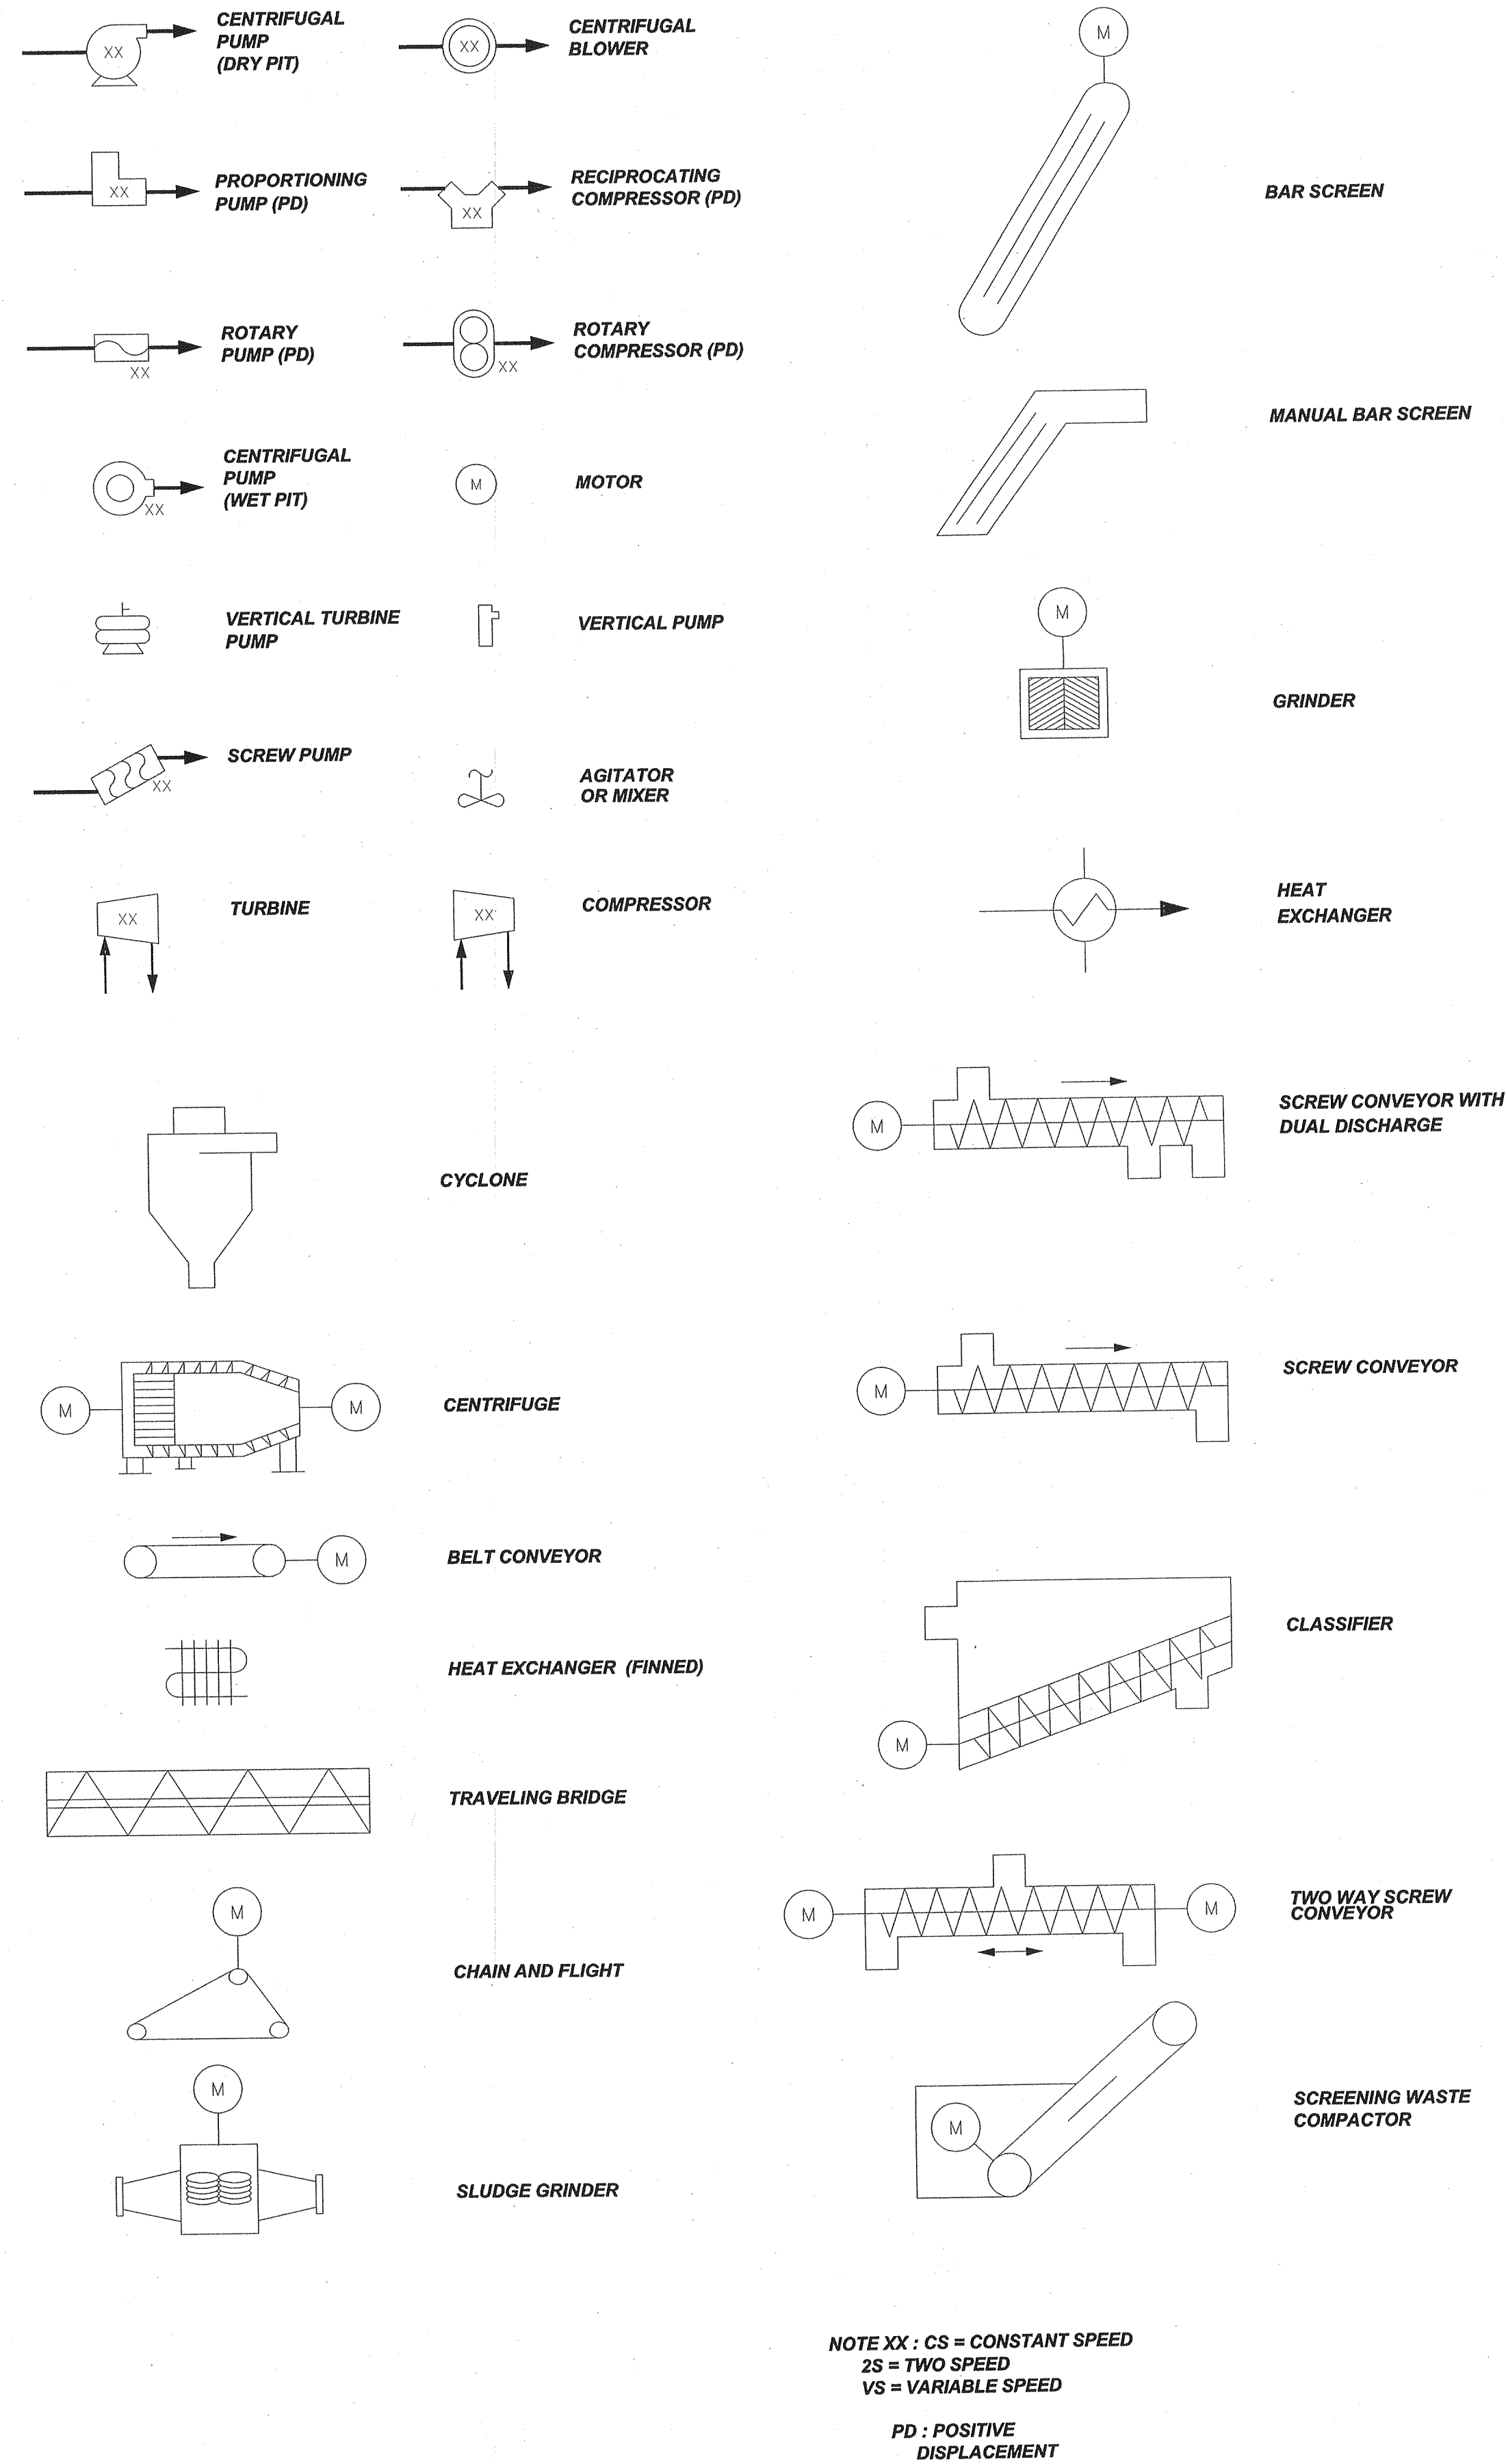 CENTRIFUGAL
PUMP
(DRY PIT)
XX
CENTRIFUGAL
BLOWER
XX
PROPORTIONING
PUMP (PD)
XX
RECIPROCATING
COMPRESSOR (PD)
XX
ROTARY
PUMP (PD)
XX
ROTARY
COMPRESSOR (PD)
XX
CENTRIFUGAL
PUMP
(WET PIT)
XX
M
MOTOR
VERTICAL TURBINE
PUMP
VERTICAL PUMP
SCREW PUMP
XX
AGITATOR
OR MIXER
XX
TURBINE
XX
COMPRESSOR
CYCLONE
M
M
CENTRIFUGE
M
BELT CONVEYOR
HEAT EXCHANGER (FINNED)
TRAVELING BRIDGE
M
CHAIN AND FLIGHT
M
SLUDGE GRINDER
M
BAR SCREEN
MANUAL BAR SCREEN
M
GRINDER
HEAT
EXCHANGER
M
SCREW CONVEYOR WITH
DUAL DISCHARGE
M
SCREW CONVEYOR
M
CLASSIFIER
M
M
TWO WAY SCREW
CONVEYOR
M
SCREENING WASTE
COMPACTOR
NOTE XX : CS = CONSTANT SPEED
2S = TWO SPEED
VS = VARIABLE SPEED
PD : POSITIVE
DISPLACEMENT